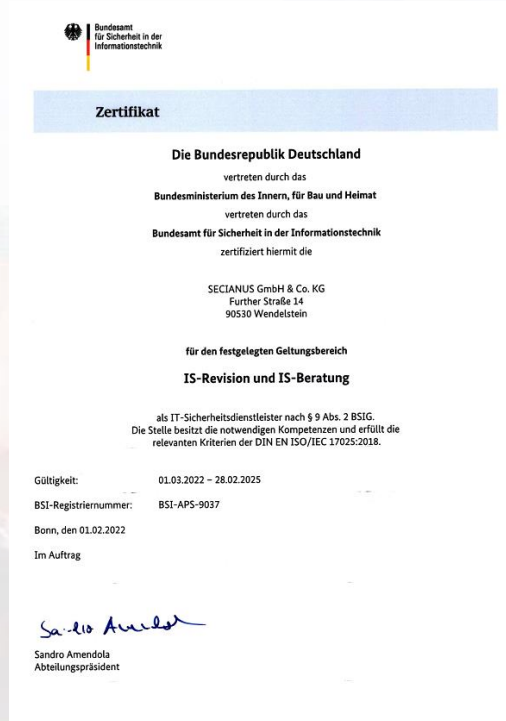 Bundesamt
für Sicherheit in der
Informationstechnik
Zertifikat
Die Bundesrepublik Deutschland
vertreten durch das
Bundesministerium des Innern, für Bau und Heimat
vertreten durch das
Bundesamt für Sicherheit in der Informationstechnik
zertifiziert hiermit die
SECIANUS GmbH & Co. KG
Further Straße 14
90530 Wendelstein
für den festgelegten Geltungsbereich
IS-Revision und IS-Beratung
als IT-Sicherheitsdienstleister nach § 9 Abs. 2 BSIG.
Die Stelle besitzt die notwendigen Kompetenzen und erfüllt die
relevanten Kriterien der DIN EN ISO/IEC 17025:2018.
Gültigkeit: 01.03.2022 – 28.02.2025
BSI-Registriernummer: BSI-APS-9037
Bonn, den 01.02.2022
Im Auftrag
Sandro Amendola
Sandro Amendola
Abteilungspräsident